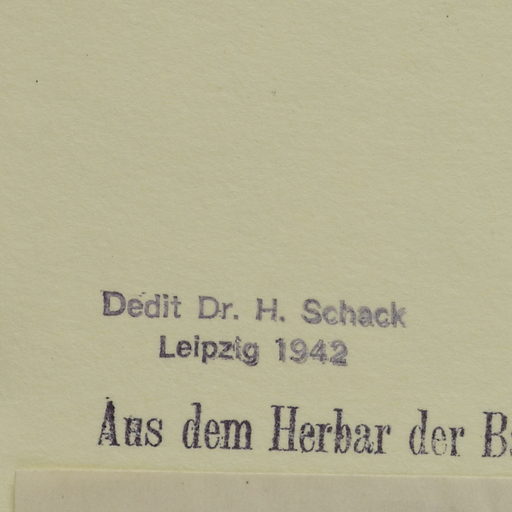 Dedit Dr. H. Schack
Leipzig 1942
Aus dem Herbar der